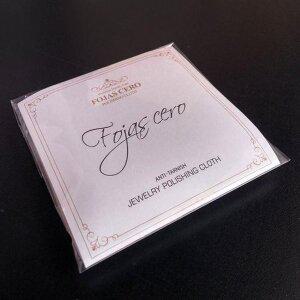 FOJAS CERO
Fojas cero
ANTI-TARNISH
JEWELRY POLISHING CLOTH